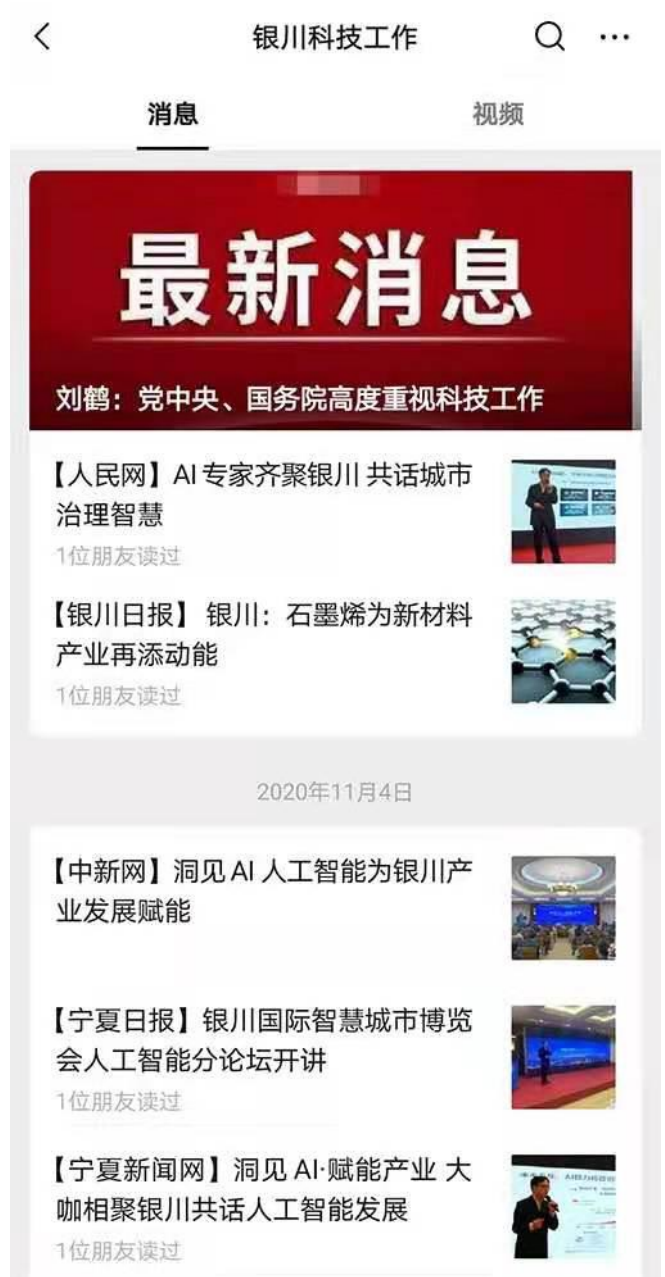 银川科技工作
消息
视频
最新消息
刘鹤：党中央、国务院高度重视科技工作
【人民网】AI 专家齐聚银川 共话城市
治理智慧
1位朋友读过
【银川日报】 银川：石墨烯为新材料
产业再添动能
1位朋友读过
2020年11月4日
【中新网】洞见 AI 人工智能为银川产
业发展赋能
【宁夏日报】银川国际智慧城市博览
会人工智能分论坛开讲
1位朋友读过
【宁夏新闻网】洞见 AI·赋能产业 大
咖相聚银川共话人工智能发展
1位朋友读过